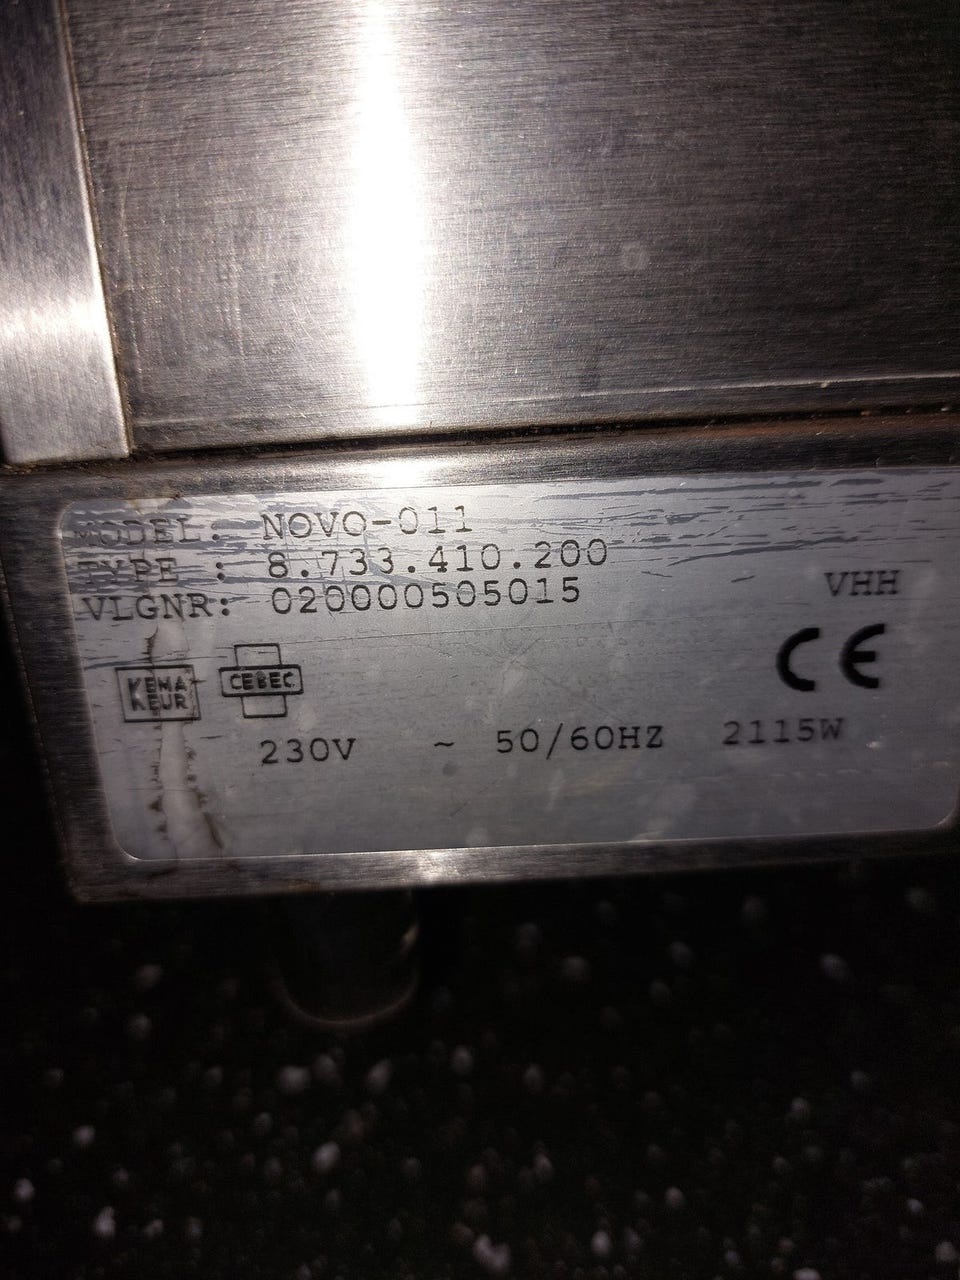 MODEL: NOVO-011
TYPE : 8.733.410.200
VLGNR: 020000505015
VHH
KEMA
KEUR
CEBEC
CE
230V ~ 50/60HZ 2115W